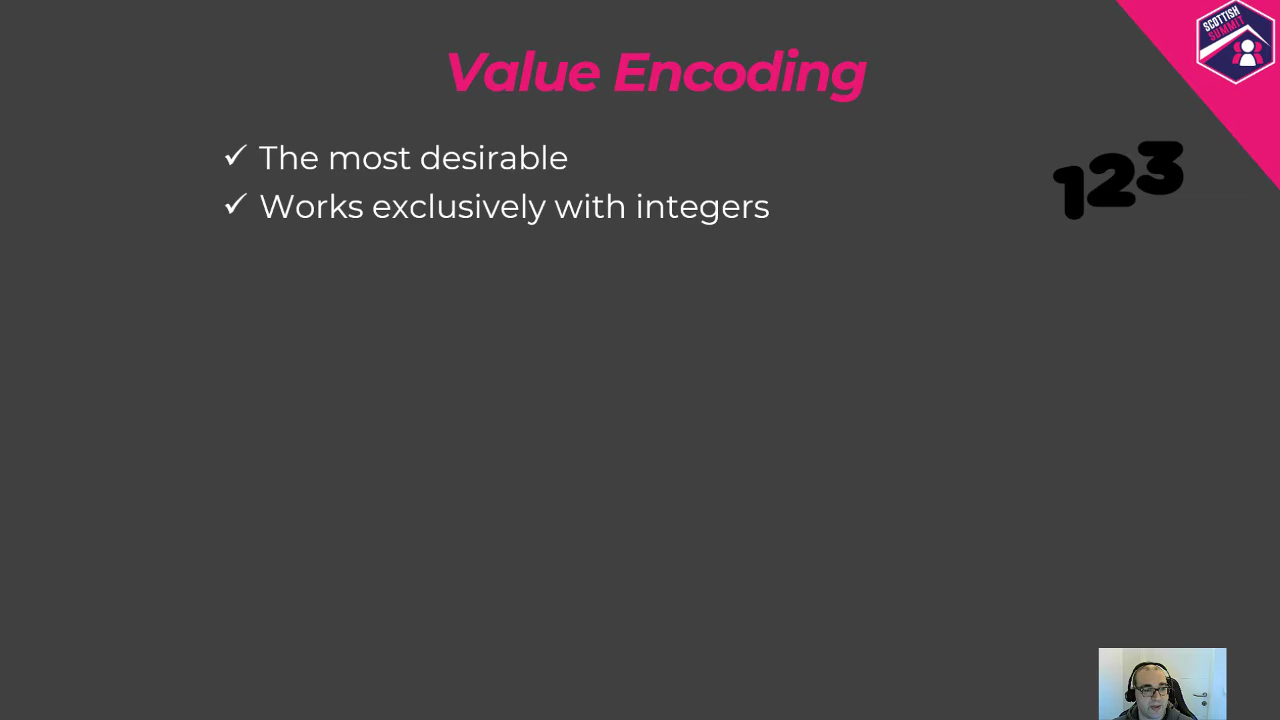 SCOTTISH
SUMMIT
Value Encoding
✓ The most desirable
✓ Works exclusively with integers
123